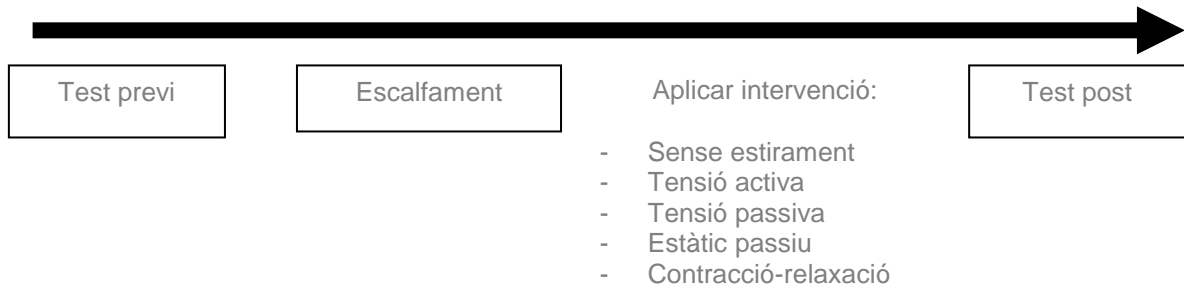 Test previ
Escalfament
Aplicar intervenció:
- Sense estirament
- Tensió activa
- Tensió passiva
- Estàtic passiu
- Contracció-relaxació
Test post